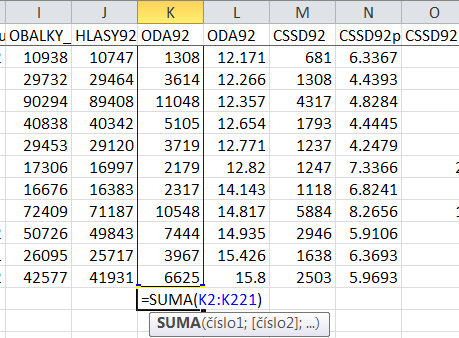 I J K L M N O
OBALKY_ HLASY92 ODA92 ODA92 CSSD92 CSSD92p CSSD92
10938 10747 1308 12.171 681 6.3367
29732 29464 3614 12.266 1308 4.4393
90294 89408 11048 12.357 4317 4.8284
40838 40342 5105 12.654 1793 4.4445
29453 29120 3719 12.771 1237 4.2479
17306 16997 2179 12.82 1247 7.3366
16676 16383 2317 14.143 1118 6.8241
72409 71187 10548 14.817 5884 8.2656
50726 49843 7444 14.935 2946 5.9106
26095 25717 3967 15.426 1638 6.3693
42577 41931 6625 15.8 2503 5.9693
=SUMA(K2:K221)
SUMA(číslo1; [číslo2]; ...)